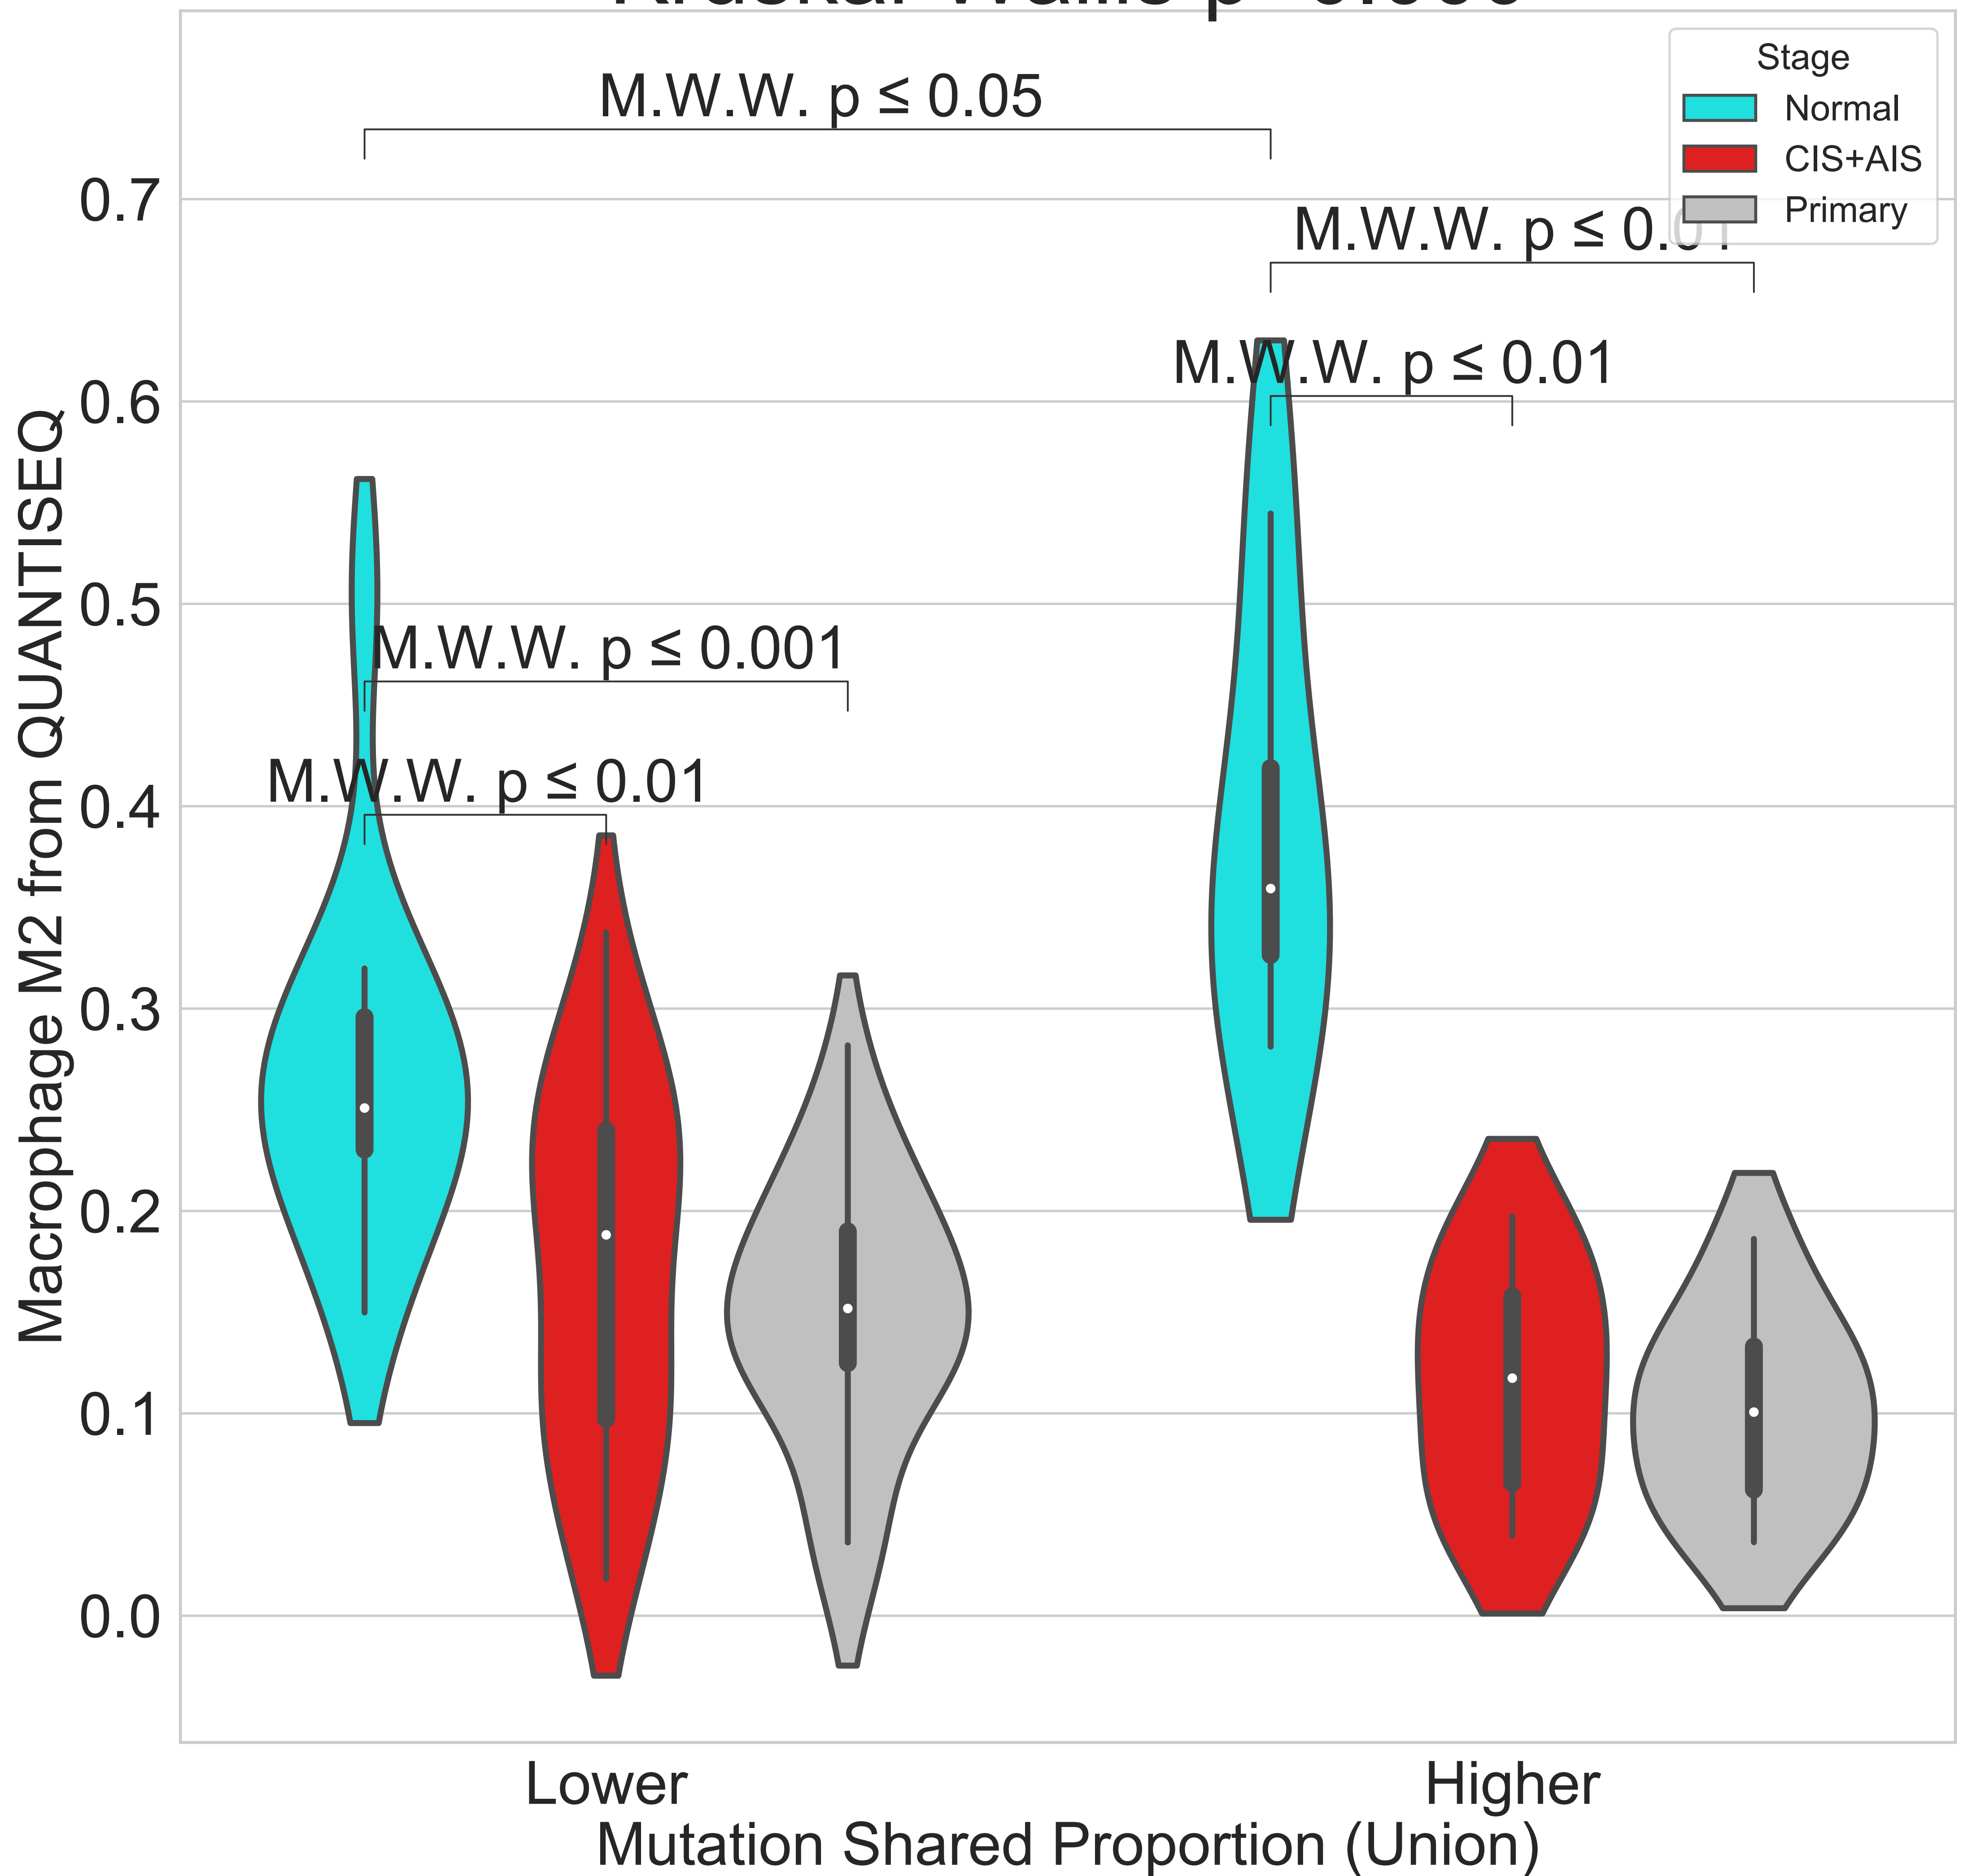 M.W.W. p ≤ 0.05
Stage
Normal
CIS+AIS
Primary
M.W.W. p ≤ 0.01
M.W.W. p ≤ 0.01
M.W.W. p ≤ 0.001
M.W.W. p ≤ 0.01
0.7
0.6
0.5
0.4
0.3
0.2
0.1
0.0
Macrophage M2 from QUANTISEQ
Lower
Higher
Mutation Shared Proportion (Union)